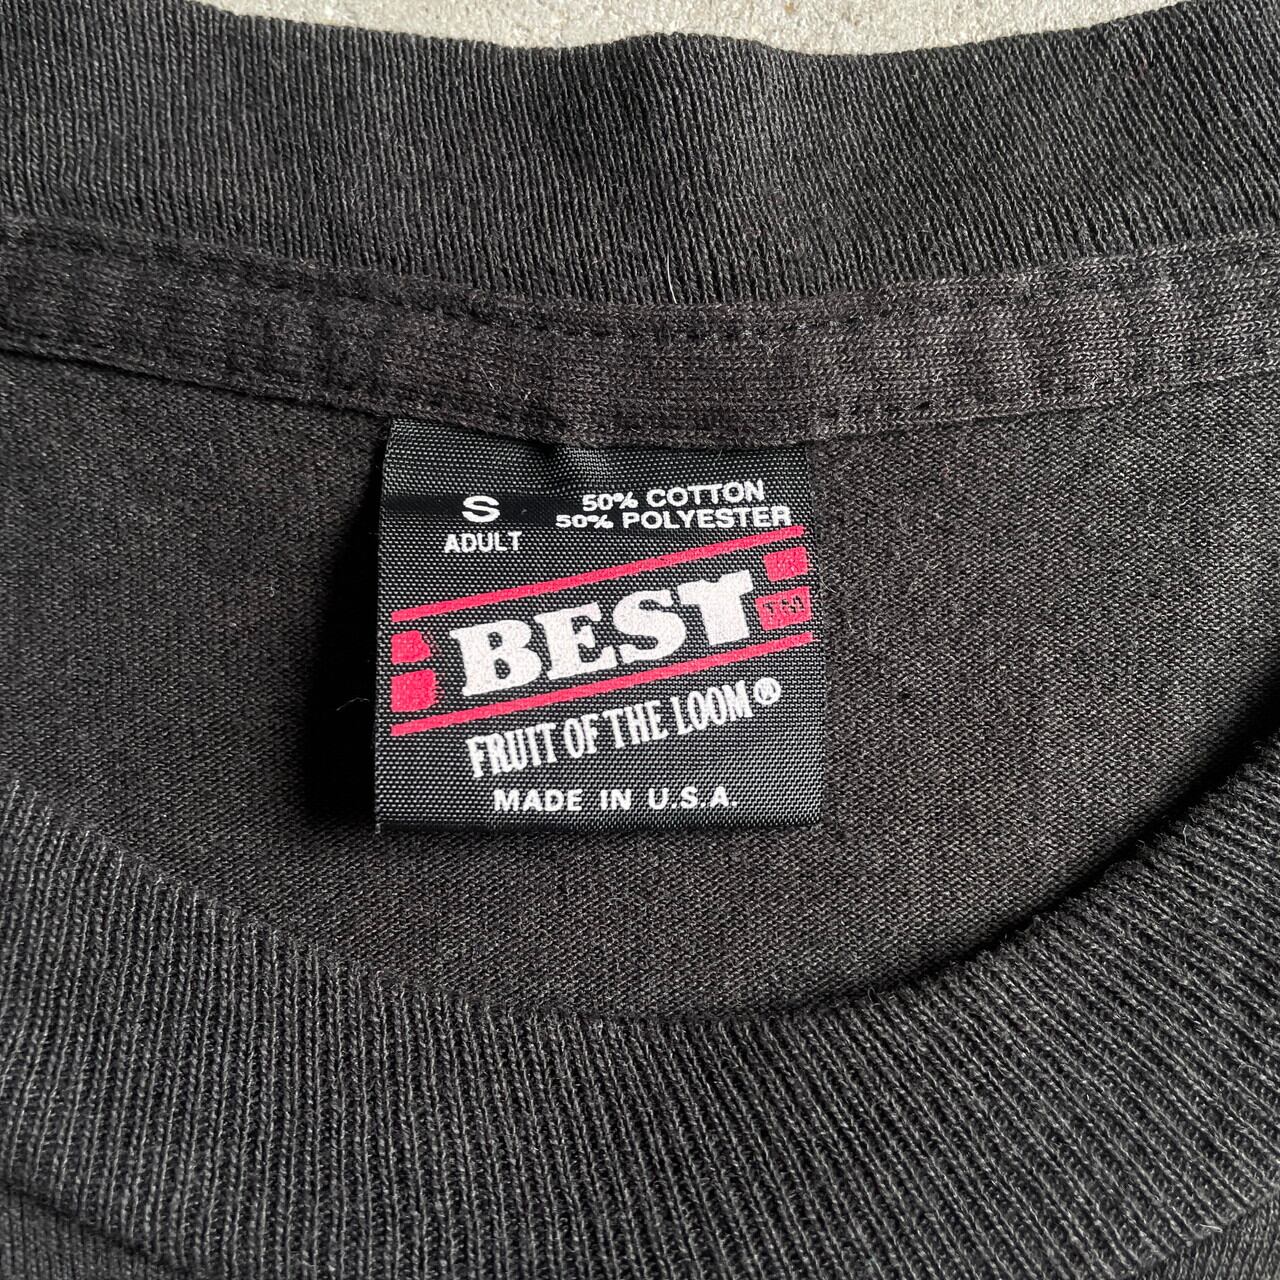 S
ADULT
50% COTTON
50% POLYESTER
BEST
TM
FRUIT OF THE LOOM®
MADE IN U.S.A.